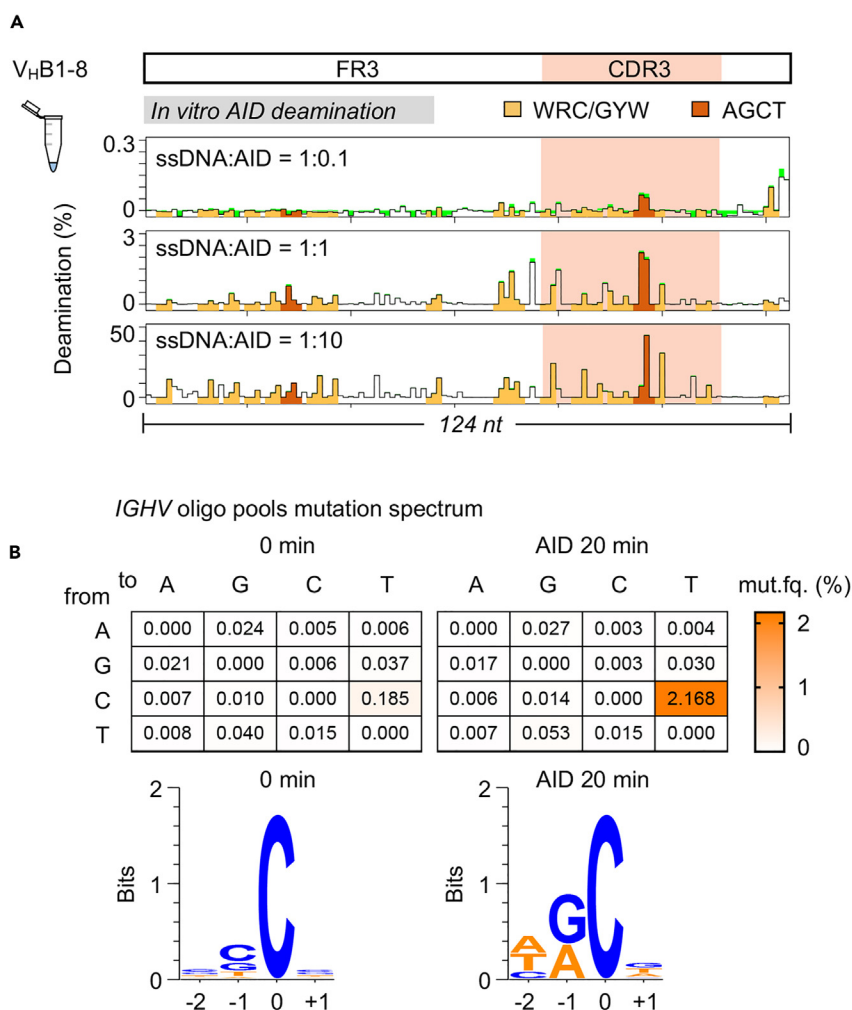 A
VHB1-8
FR3
CDR3
In vitro AID deamination
WRC/GYW
AGCT
Deamination (%)
0.3
0
ssDNA:AID = 1:0.1
3
0
ssDNA:AID = 1:1
50
0
ssDNA:AID = 1:10
124 nt
IGHV oligo pools mutation spectrum
B
0 min
AID 20 min
from to A G C T A G C T mut.fq. (%)
A 0.000 0.024 0.005 0.006 0.000 0.027 0.003 0.004
G 0.021 0.000 0.006 0.037 0.017 0.000 0.003 0.030
C 0.007 0.010 0.000 0.185 0.006 0.014 0.000 2.168
T 0.008 0.040 0.015 0.000 0.007 0.053 0.015 0.000
2
1
0
0 min
Bits
2
1
0
C
G
T
C
-2 -1 0 +1
AID 20 min
Bits
2
1
0
A
T
C
G
A
C
G
T
A
-2 -1 0 +1